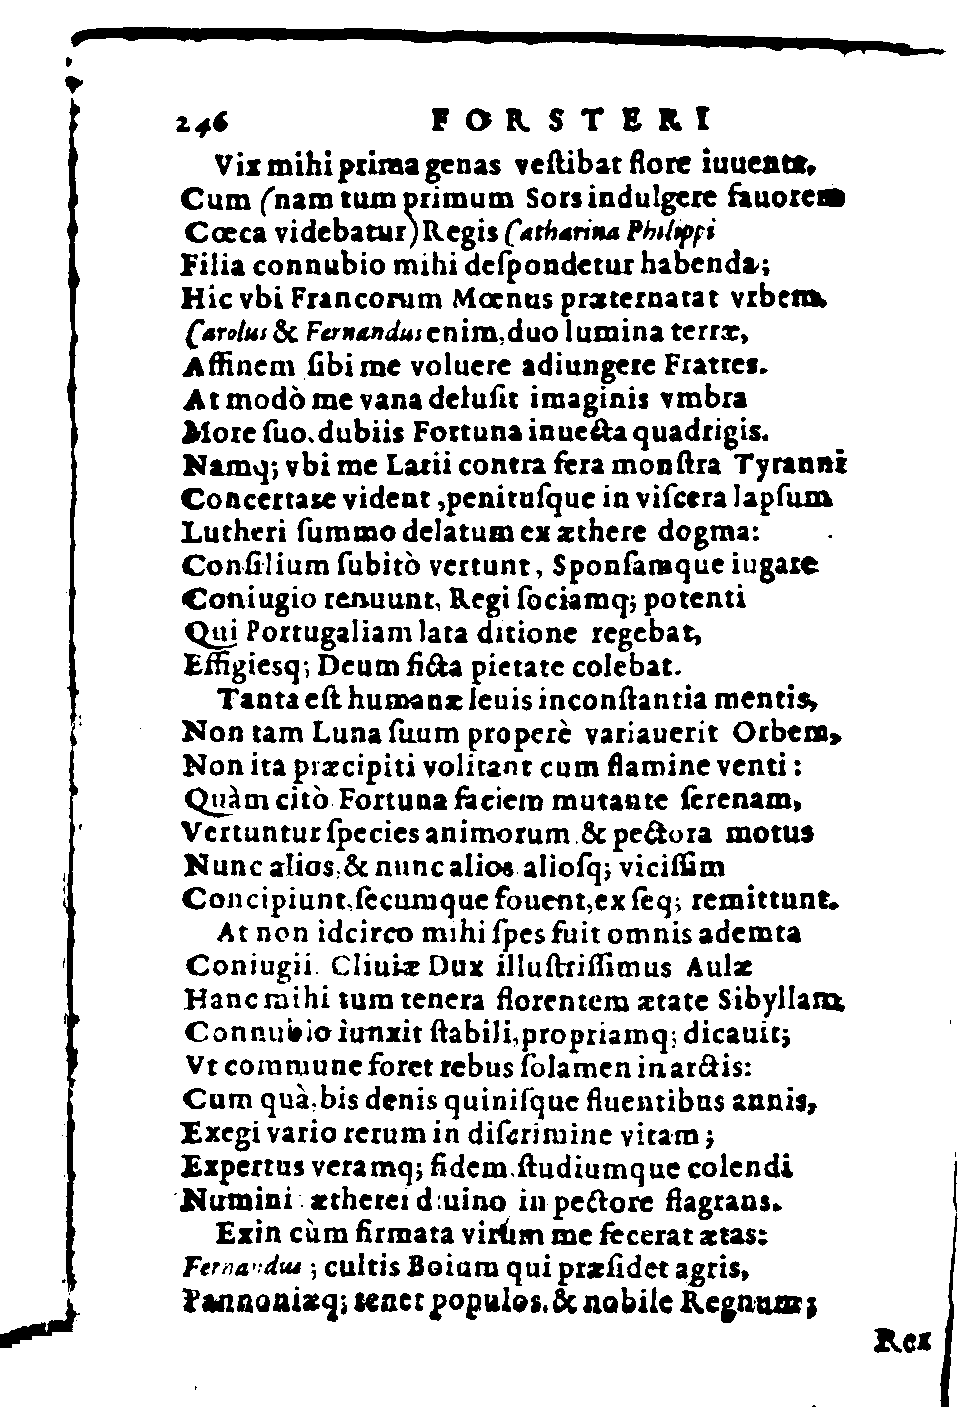 246 FORSTERI
Vix mihi prima genas veſtibat flore iuuenta,
Cum (nam tum primum Sors indulgere fauorem
Cœca videbatur) Regis Catharina Philippi
Filia connubio mihi deſpondetur habenda;
Hic vbi Francorum Mœnus præternatat vrbem.
Carolus & Fernandus enim, duo lumina terræ,
Affinem ſibi me voluere adiungere Fratres.
At modò me vana deluſit imaginis vmbra
More ſuo, dubiis Fortuna inuecta quadrigis.
Namq; vbi me Latii contra fera monſtra Tyranni
Concertare vident, penituſque in viſcera lapſum
Lutheri ſummo delatum ex æthere dogma:
Conſilium ſubitò vertunt, Sponſamque iugare
Coniugio renuunt, Regi ſociamq; potenti
Qui Portugaliam lata ditione regebat,
Effigiesq; Deum ficta pietate colebat.
Tanta eſt humanæ leuis inconſtantia mentis,
Non tam Luna ſuum properè variauerit Orbem,
Non ita præcipiti volitant cum flamine venti:
Quàm citò Fortuna faciem mutante ſerenam,
Vertuntur ſpecies animorum & pectora motus
Nunc alios, & nunc alios alioſq; viciſſim
Concipiunt, ſecumque fouent, ex ſeq; remittunt.
At non idcirco mihi ſpes fuit omnis ademta
Coniugii. Cliuiæ Dux illuſtriſſimus Aulæ
Hanc mihi tum tenera florentem ætate Sibyllam
Connubio iunxit ſtabili, propriamq; dicauit;
Vt commune foret rebus ſolamen in arctis:
Cum quà, bis denis quiniſque fluentibus annis,
Exegi vario rerum in diſcrimine vitam;
Expertus veramq; fidem, ſtudiumque colendi
Numini ætherei diuino in pectore flagrans.
Exin cùm firmata virûm me fecerat ætas:
Fernandus; cultis Boium qui præſidet agris,
Pannoniæq; tenet populos, & nobile Regnum;
Rex